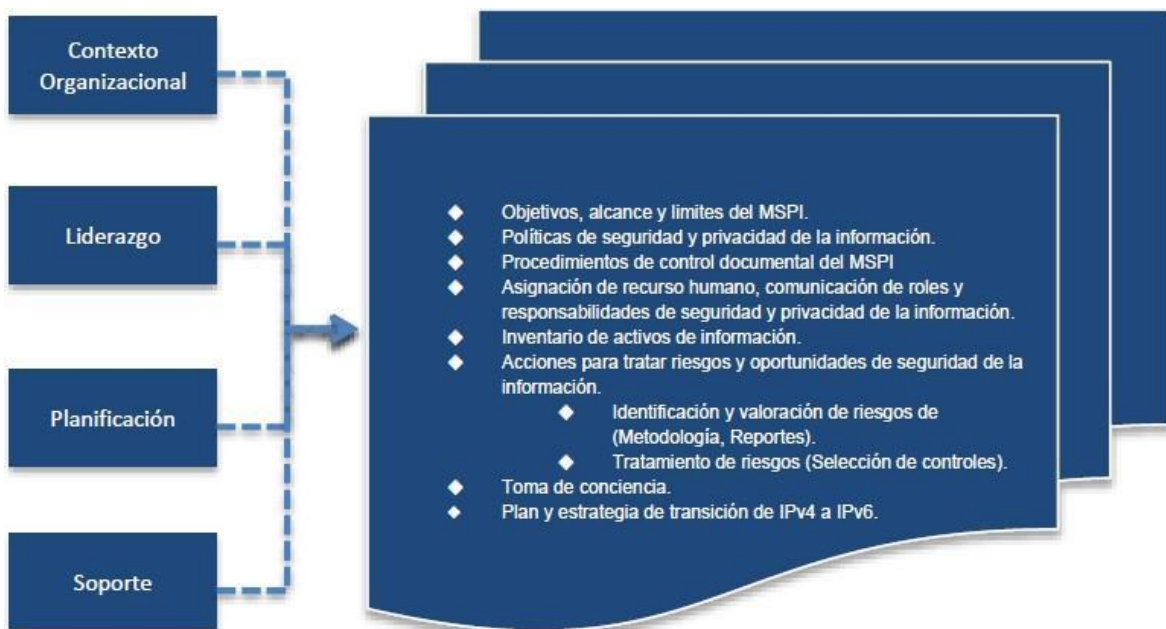 Contexto
Organizacional
Liderazgo
Planificación
Soporte
◆ Objetivos, alcance y limites del MSPI.
◆ Políticas de seguridad y privacidad de la información.
◆ Procedimientos de control documental del MSPI
◆ Asignación de recurso humano, comunicación de roles y
responsabilidades de seguridad y privacidad de la información.
◆ Inventario de activos de información.
◆ Acciones para tratar riesgos y oportunidades de seguridad de la
información.
◆ Identificación y valoración de riesgos de
(Metodología, Reportes).
◆ Tratamiento de riesgos (Selección de controles).
◆ Toma de conciencia.
◆ Plan y estrategia de transición de IPv4 a IPv6.